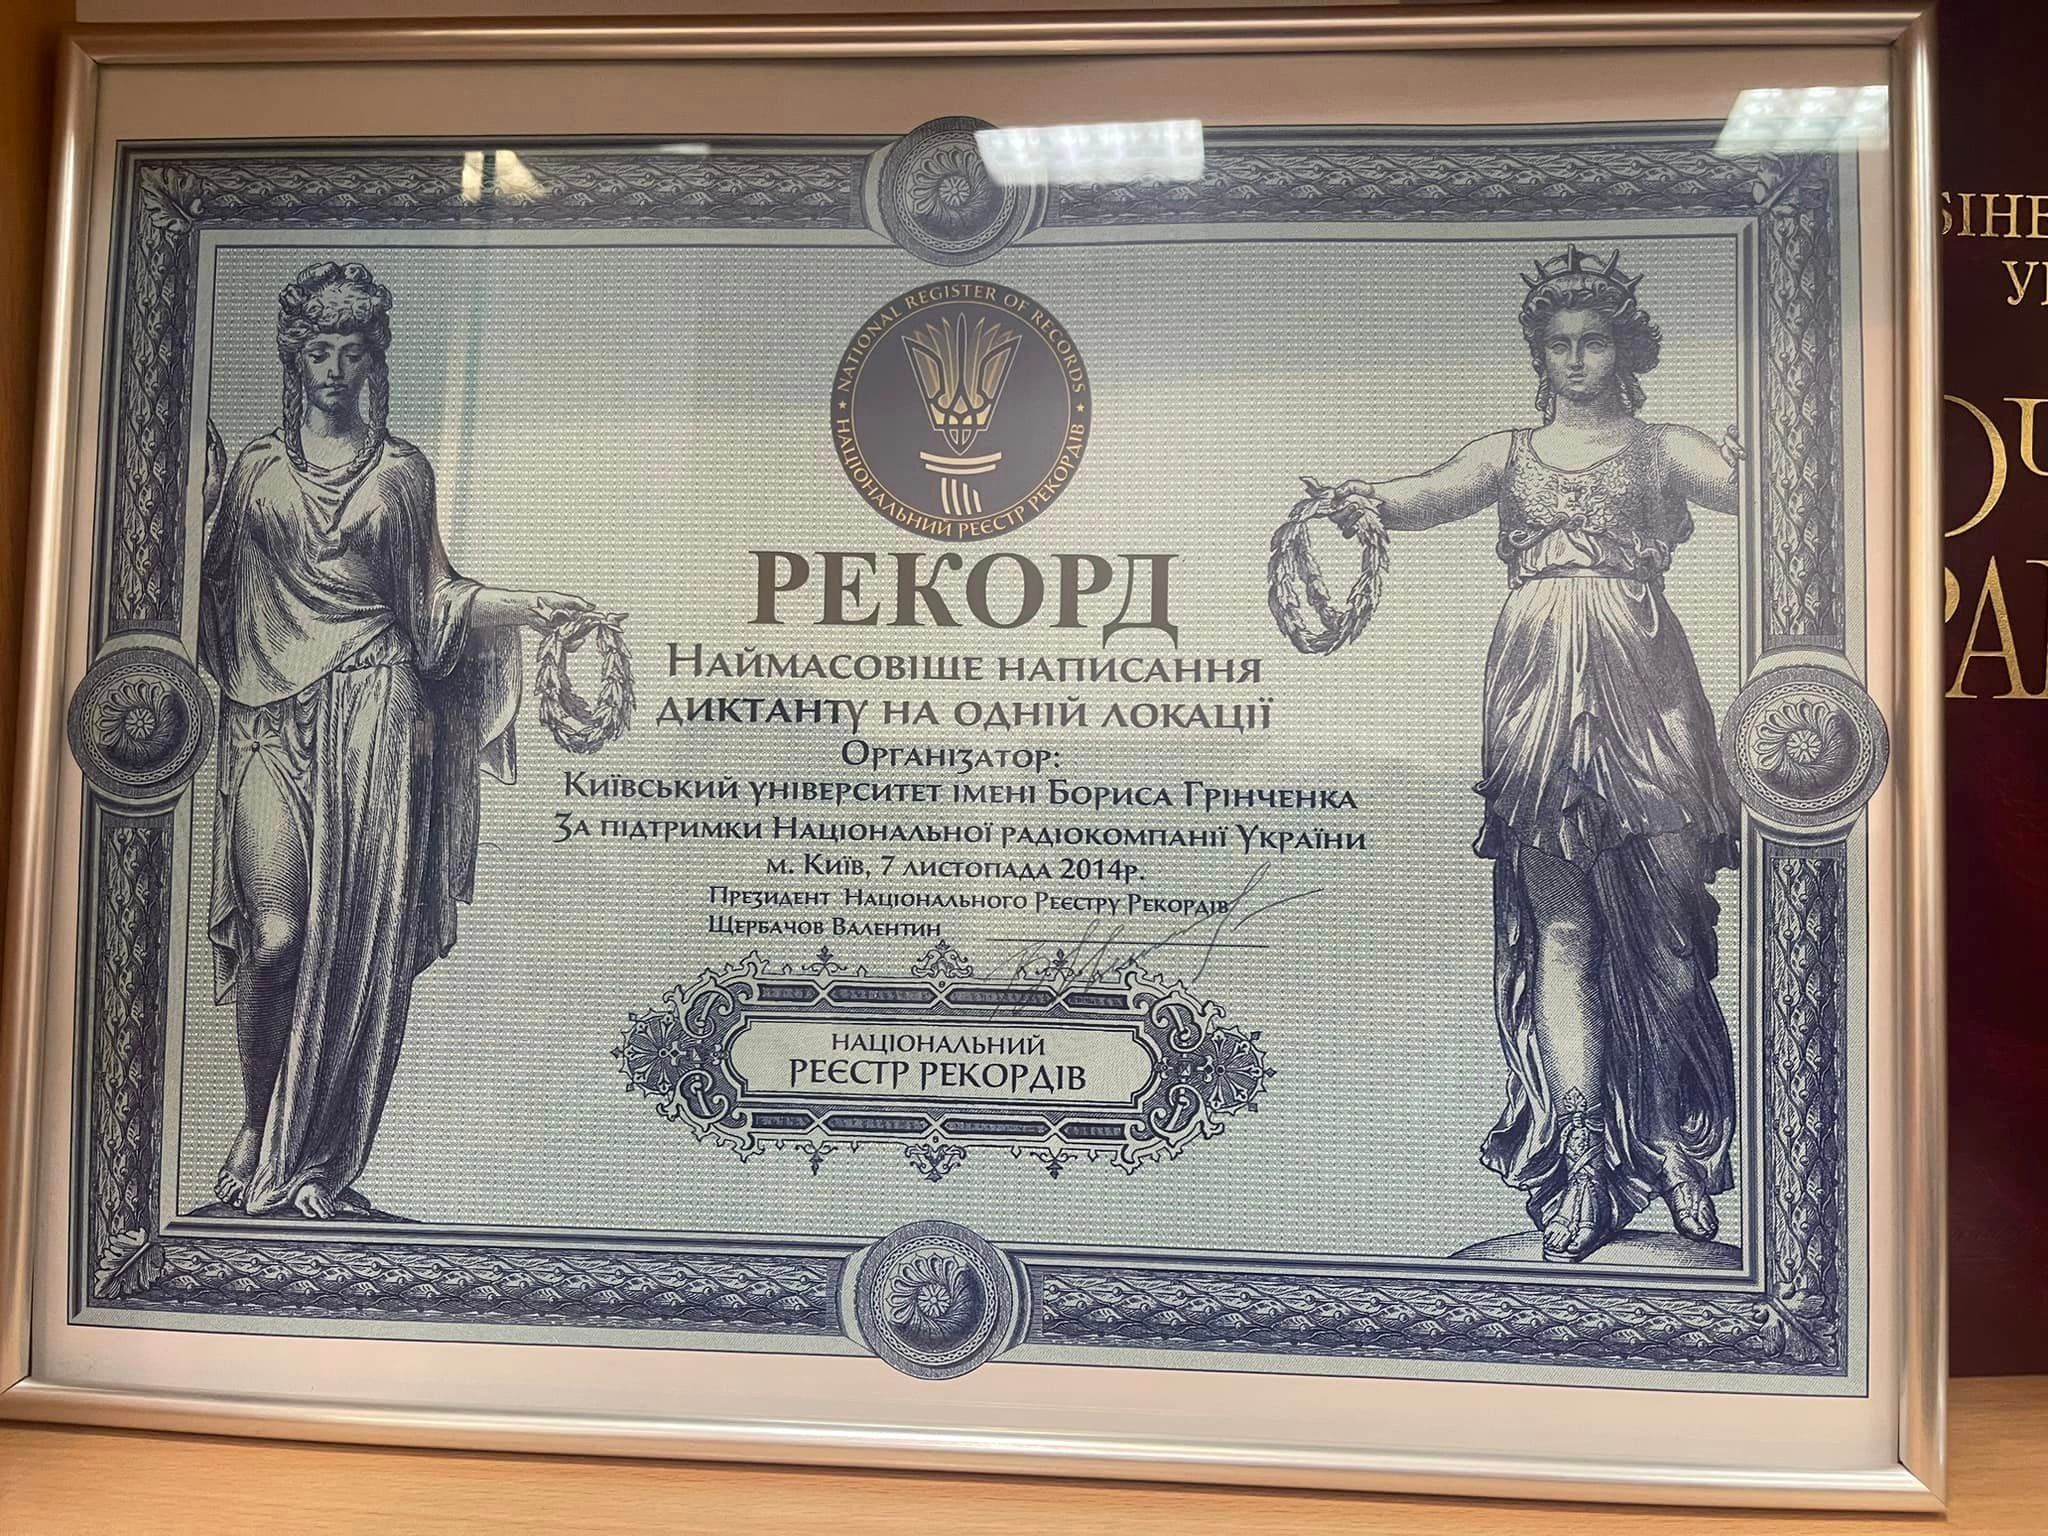 NATIONAL REGISTER OF RECORDS
НАЦІОНАЛЬНИЙ РЕЄСТР РЕКОРДІВ
РЕКОРД
НАЙМАСОВІШЕ НАПИСАННЯ
ДИКТАНТУ НА ОДНІЙ ЛОКАЦІЇ
ОРГАНІЗАТОР:
КИЇВСЬКИЙ УНІВЕРСИТЕТ ІМЕНІ БОРИСА ГРІНЧЕНКА
ЗА ПІДТРИМКИ НАЦІОНАЛЬНОЇ РАДІОКОМПАНІЇ УКРАЇНИ
М. КИЇВ, 7 ЛИСТОПАДА 2014Р.
ПРЕЗИДЕНТ НАЦІОНАЛЬНОГО РЕЄСТРУ РЕКОРДІВ
ЩЕРБАЧОВ ВАЛЕНТИН
НАЦІОНАЛЬНИЙ
РЕЄСТР РЕКОРДІВ